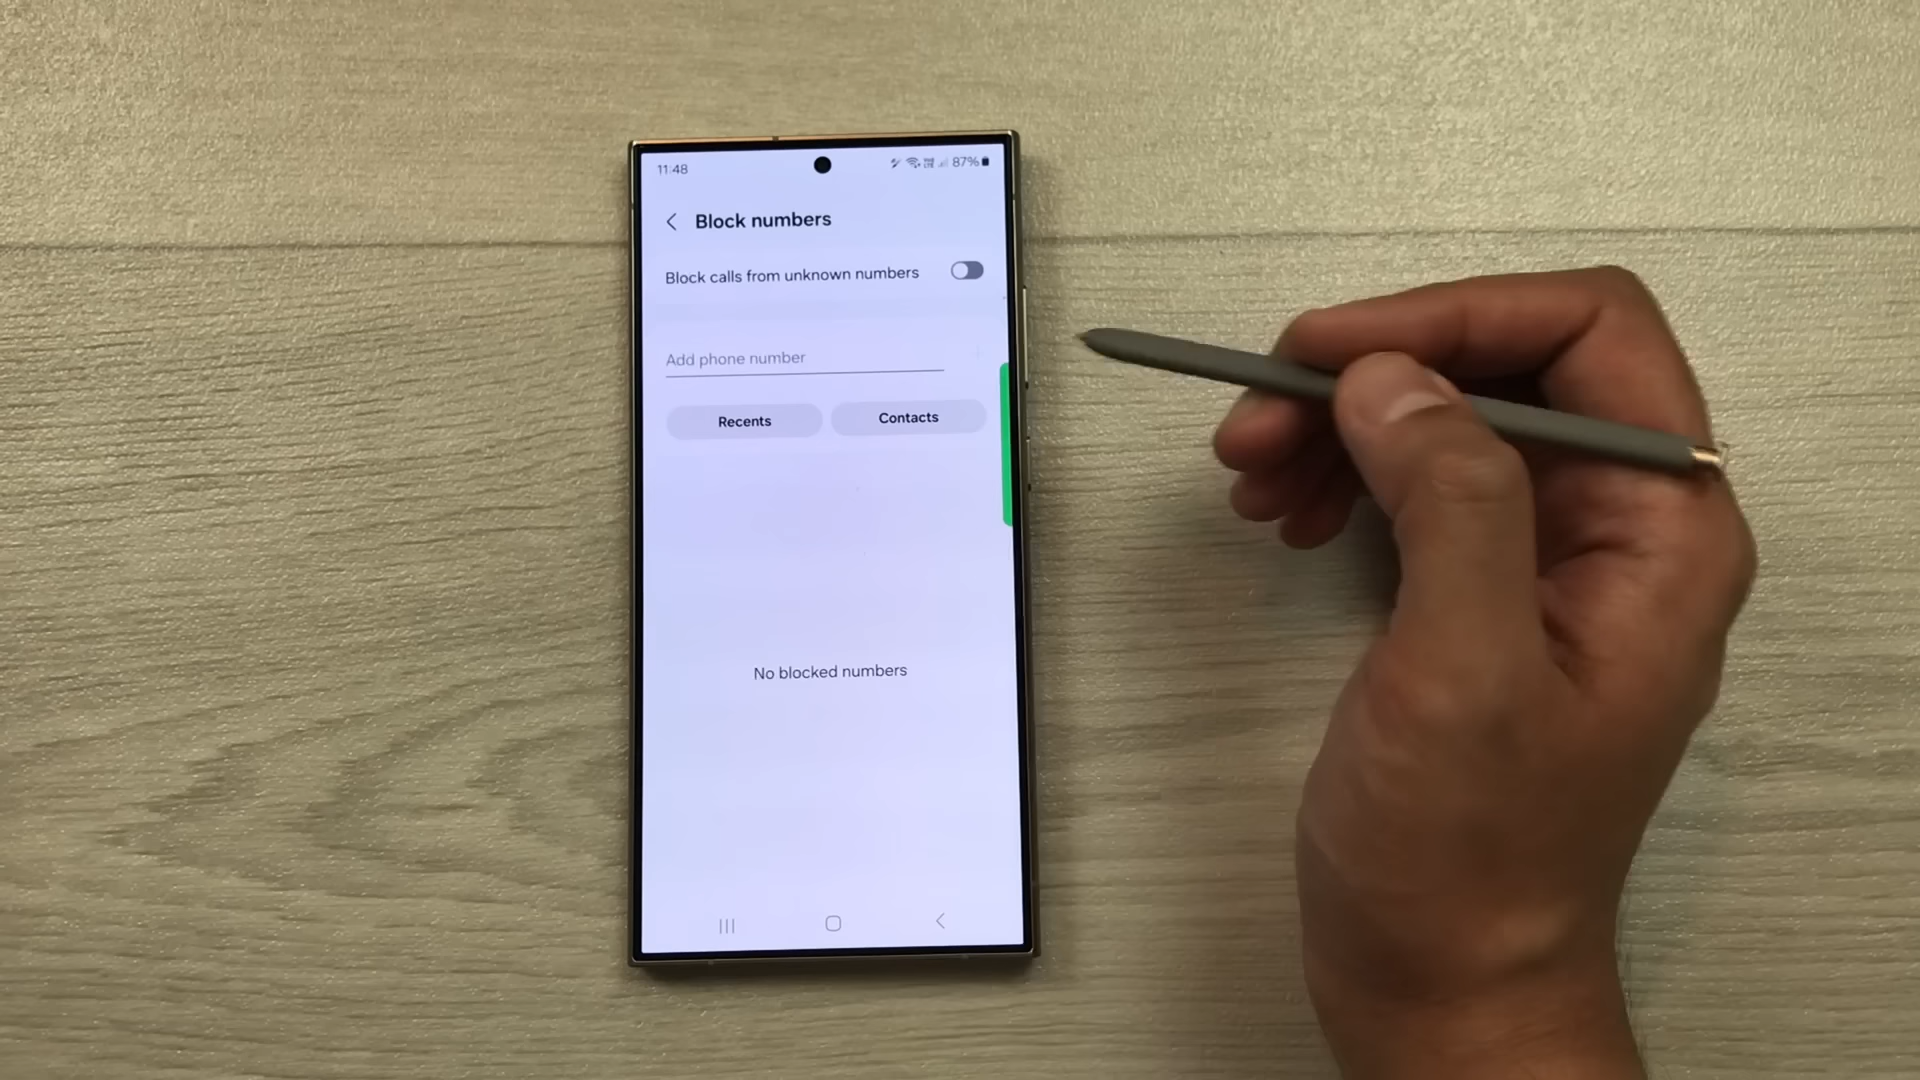 11:48
87%
Block numbers
Block calls from unknown numbers
Add phone number
Recents
Contacts
No blocked numbers